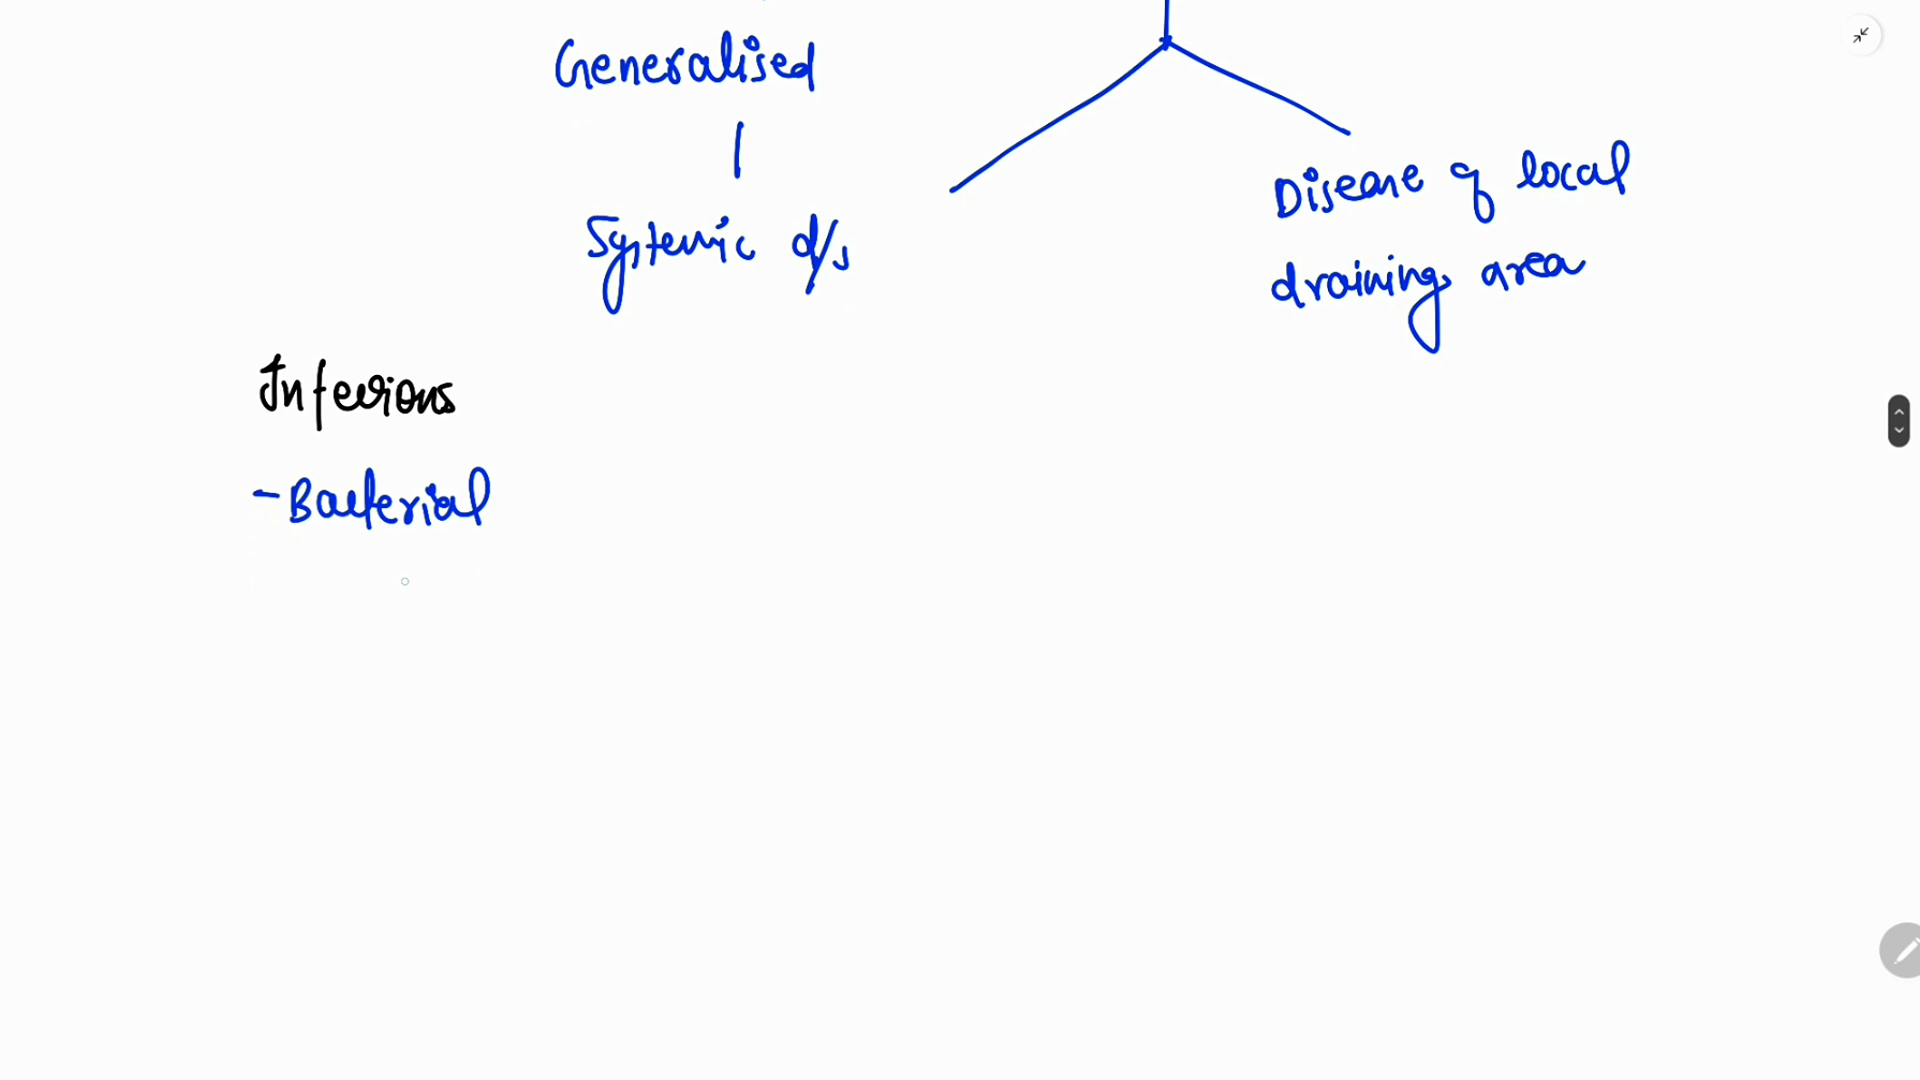 Generalised
Systemic d/s
Disease of local
draining area
Infections
- Bacterial